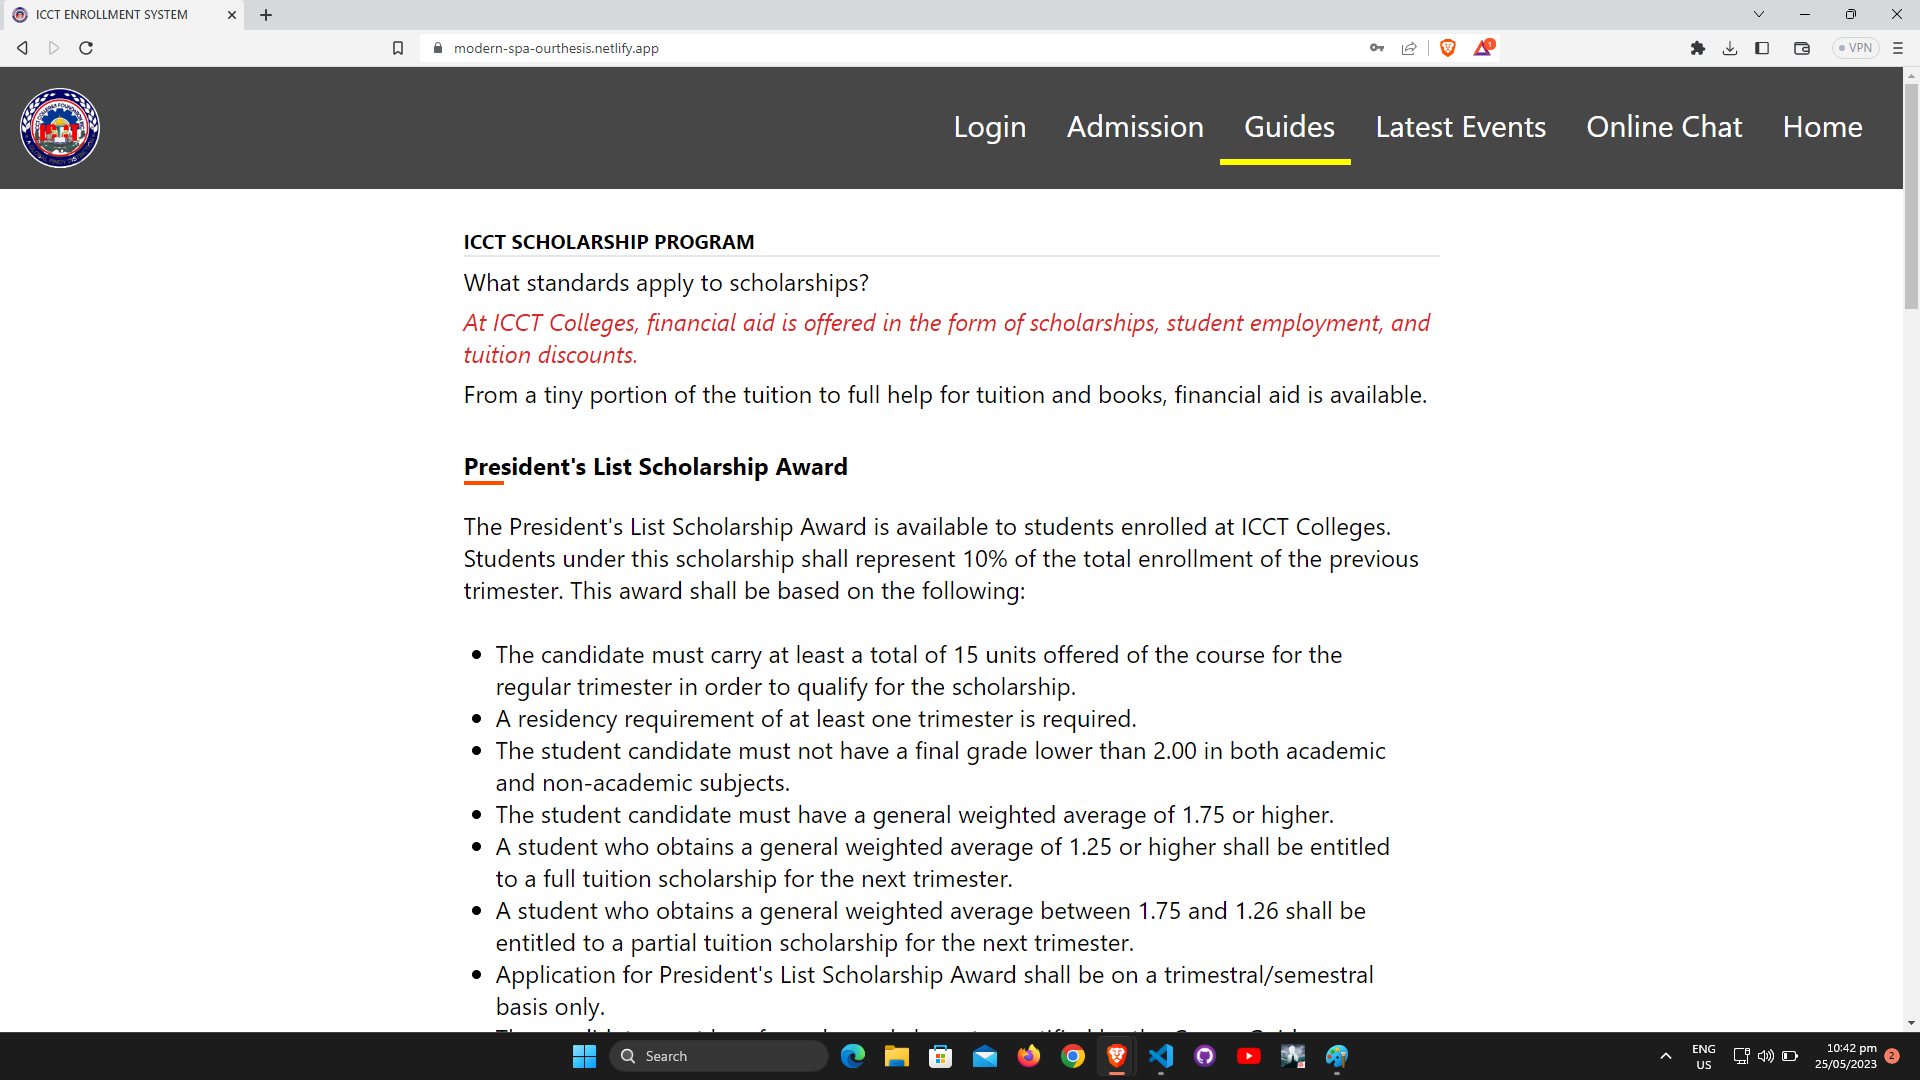 ICCT ENROLLMENT SYSTEM
modern-spa-ourthesis.netlify.app
1
VPN
Login Admission Guides Latest Events Online Chat Home
ICCT SCHOLARSHIP PROGRAM
What standards apply to scholarships?
At ICCT Colleges, financial aid is offered in the form of scholarships, student employment, and
tuition discounts.
From a tiny portion of the tuition to full help for tuition and books, financial aid is available.
President's List Scholarship Award
The President's List Scholarship Award is available to students enrolled at ICCT Colleges.
Students under this scholarship shall represent 10% of the total enrollment of the previous
trimester. This award shall be based on the following:
The candidate must carry at least a total of 15 units offered of the course for the
regular trimester in order to qualify for the scholarship.
A residency requirement of at least one trimester is required.
The student candidate must not have a final grade lower than 2.00 in both academic
and non-academic subjects.
The student candidate must have a general weighted average of 1.75 or higher.
A student who obtains a general weighted average of 1.25 or higher shall be entitled
to a full tuition scholarship for the next trimester.
A student who obtains a general weighted average between 1.75 and 1.26 shall be
entitled to a partial tuition scholarship for the next trimester.
Application for President's List Scholarship Award shall be on a trimestral/semestral
basis only.
Search
ENG
US
10:42 pm
25/05/2023
2